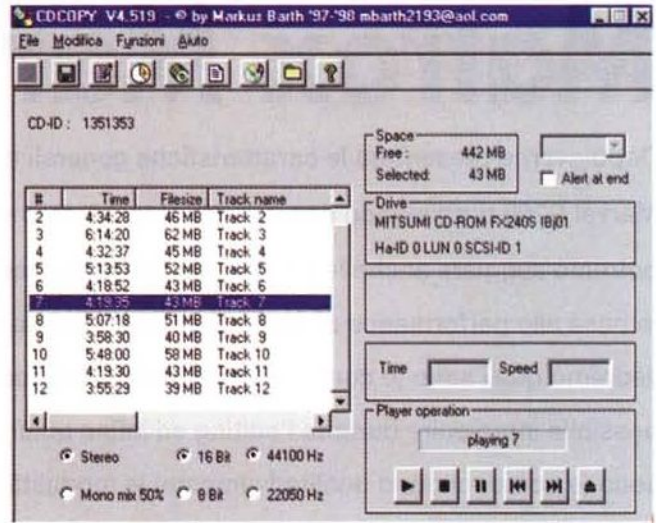 CDCOPY V4.519 - © by Markus Barth '97-'98 mbarth2193@aol.com
File Modifica Funzioni Aiuto
CD-ID : 1351353
Space
Free : 442 MB
Selected: 43 MB
Alert at end
Drive
MITSUMI CD-ROM FX240S !B|01
Ha-ID 0 LUN 0 SCSI-ID 1
# Time Filesize Track name
2 4:34:28 46 MB Track 2
3 6:14:20 62 MB Track 3
4 4:32:37 45 MB Track 4
5 5:13:53 52 MB Track 5
6 4:18:52 43 MB Track 6
7 4:19:35 43 MB Track 7
8 5:07:18 51 MB Track 8
9 3:58:30 40 MB Track 9
10 5:48:00 58 MB Track 10
11 4:19:30 43 MB Track 11
12 3:55:29 39 MB Track 12
Time Speed
Player operation
playing 7
Stereo 16 Bit 44100 Hz
Mono mix 50% 8 Bit 22050 Hz